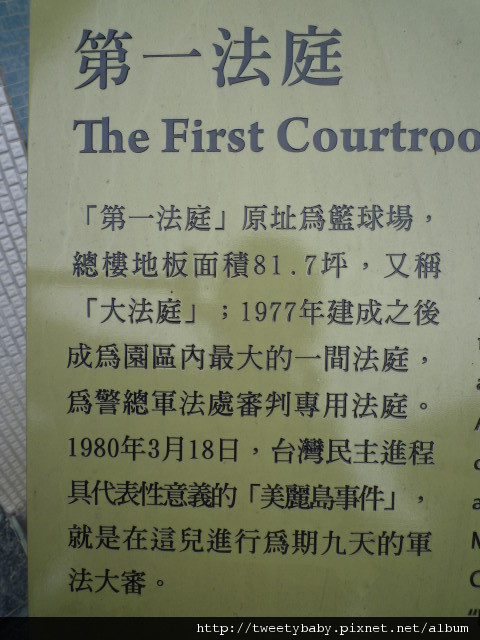 第一法庭
The First Courtroo
「第一法庭」原址爲籃球場，
總樓地板面積81.7坪，又稱
「大法庭」；1977年建成之後
成爲園區內最大的一間法庭，
爲警總軍法處審判專用法庭。
1980年3月18日，台灣民主進程
具代表性意義的「美麗島事件」，
就是在這兒進行爲期九天的軍
法大審。
http://tweetybaby.pixnet.net/album